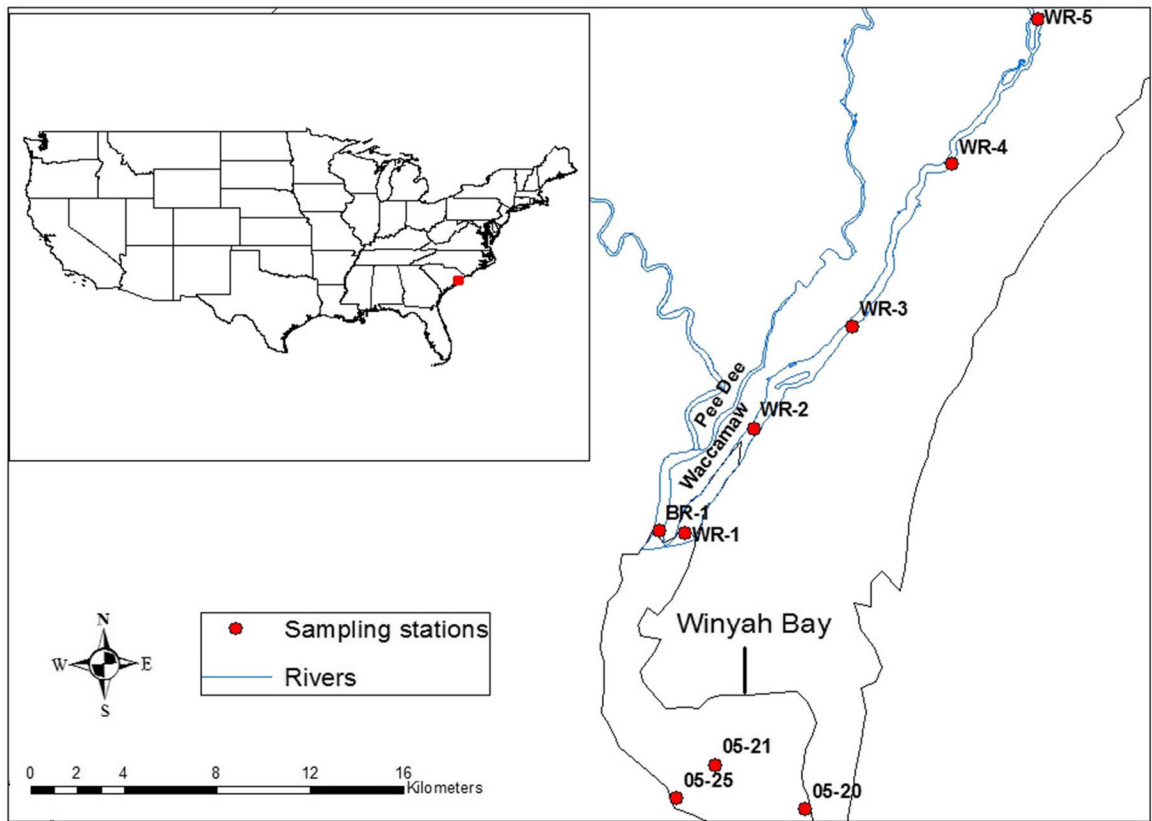 WR-5
WR-4
WR-3
Pee Dee
WR-2
Waccamaw
BR-1
WR-1
Winyah Bay
N
W E
S
Sampling stations
Rivers
05-21
05-25
05-20
0 2 4 8 12 16
Kilometers